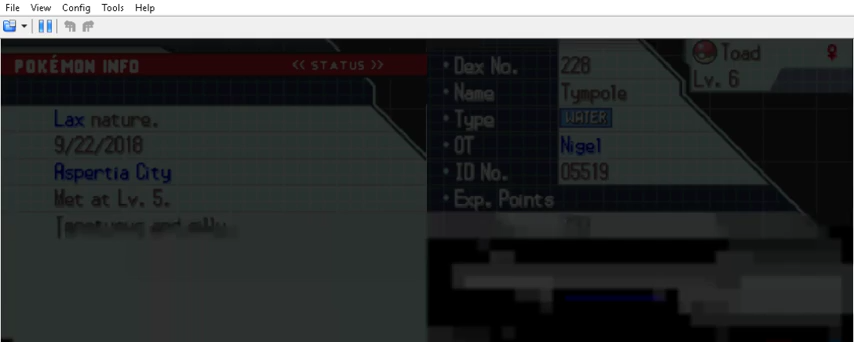 File View Config Tools Help
POKéMON INFO << STATUS >>
Lax nature.
9/22/2018
Aspertia City
Met at Lv. 5.
Dex No. 228
Name Tympole
Type WATER
OT Nigel
ID No. 05519
Exp. Points
Toad ♀
Lv. 6